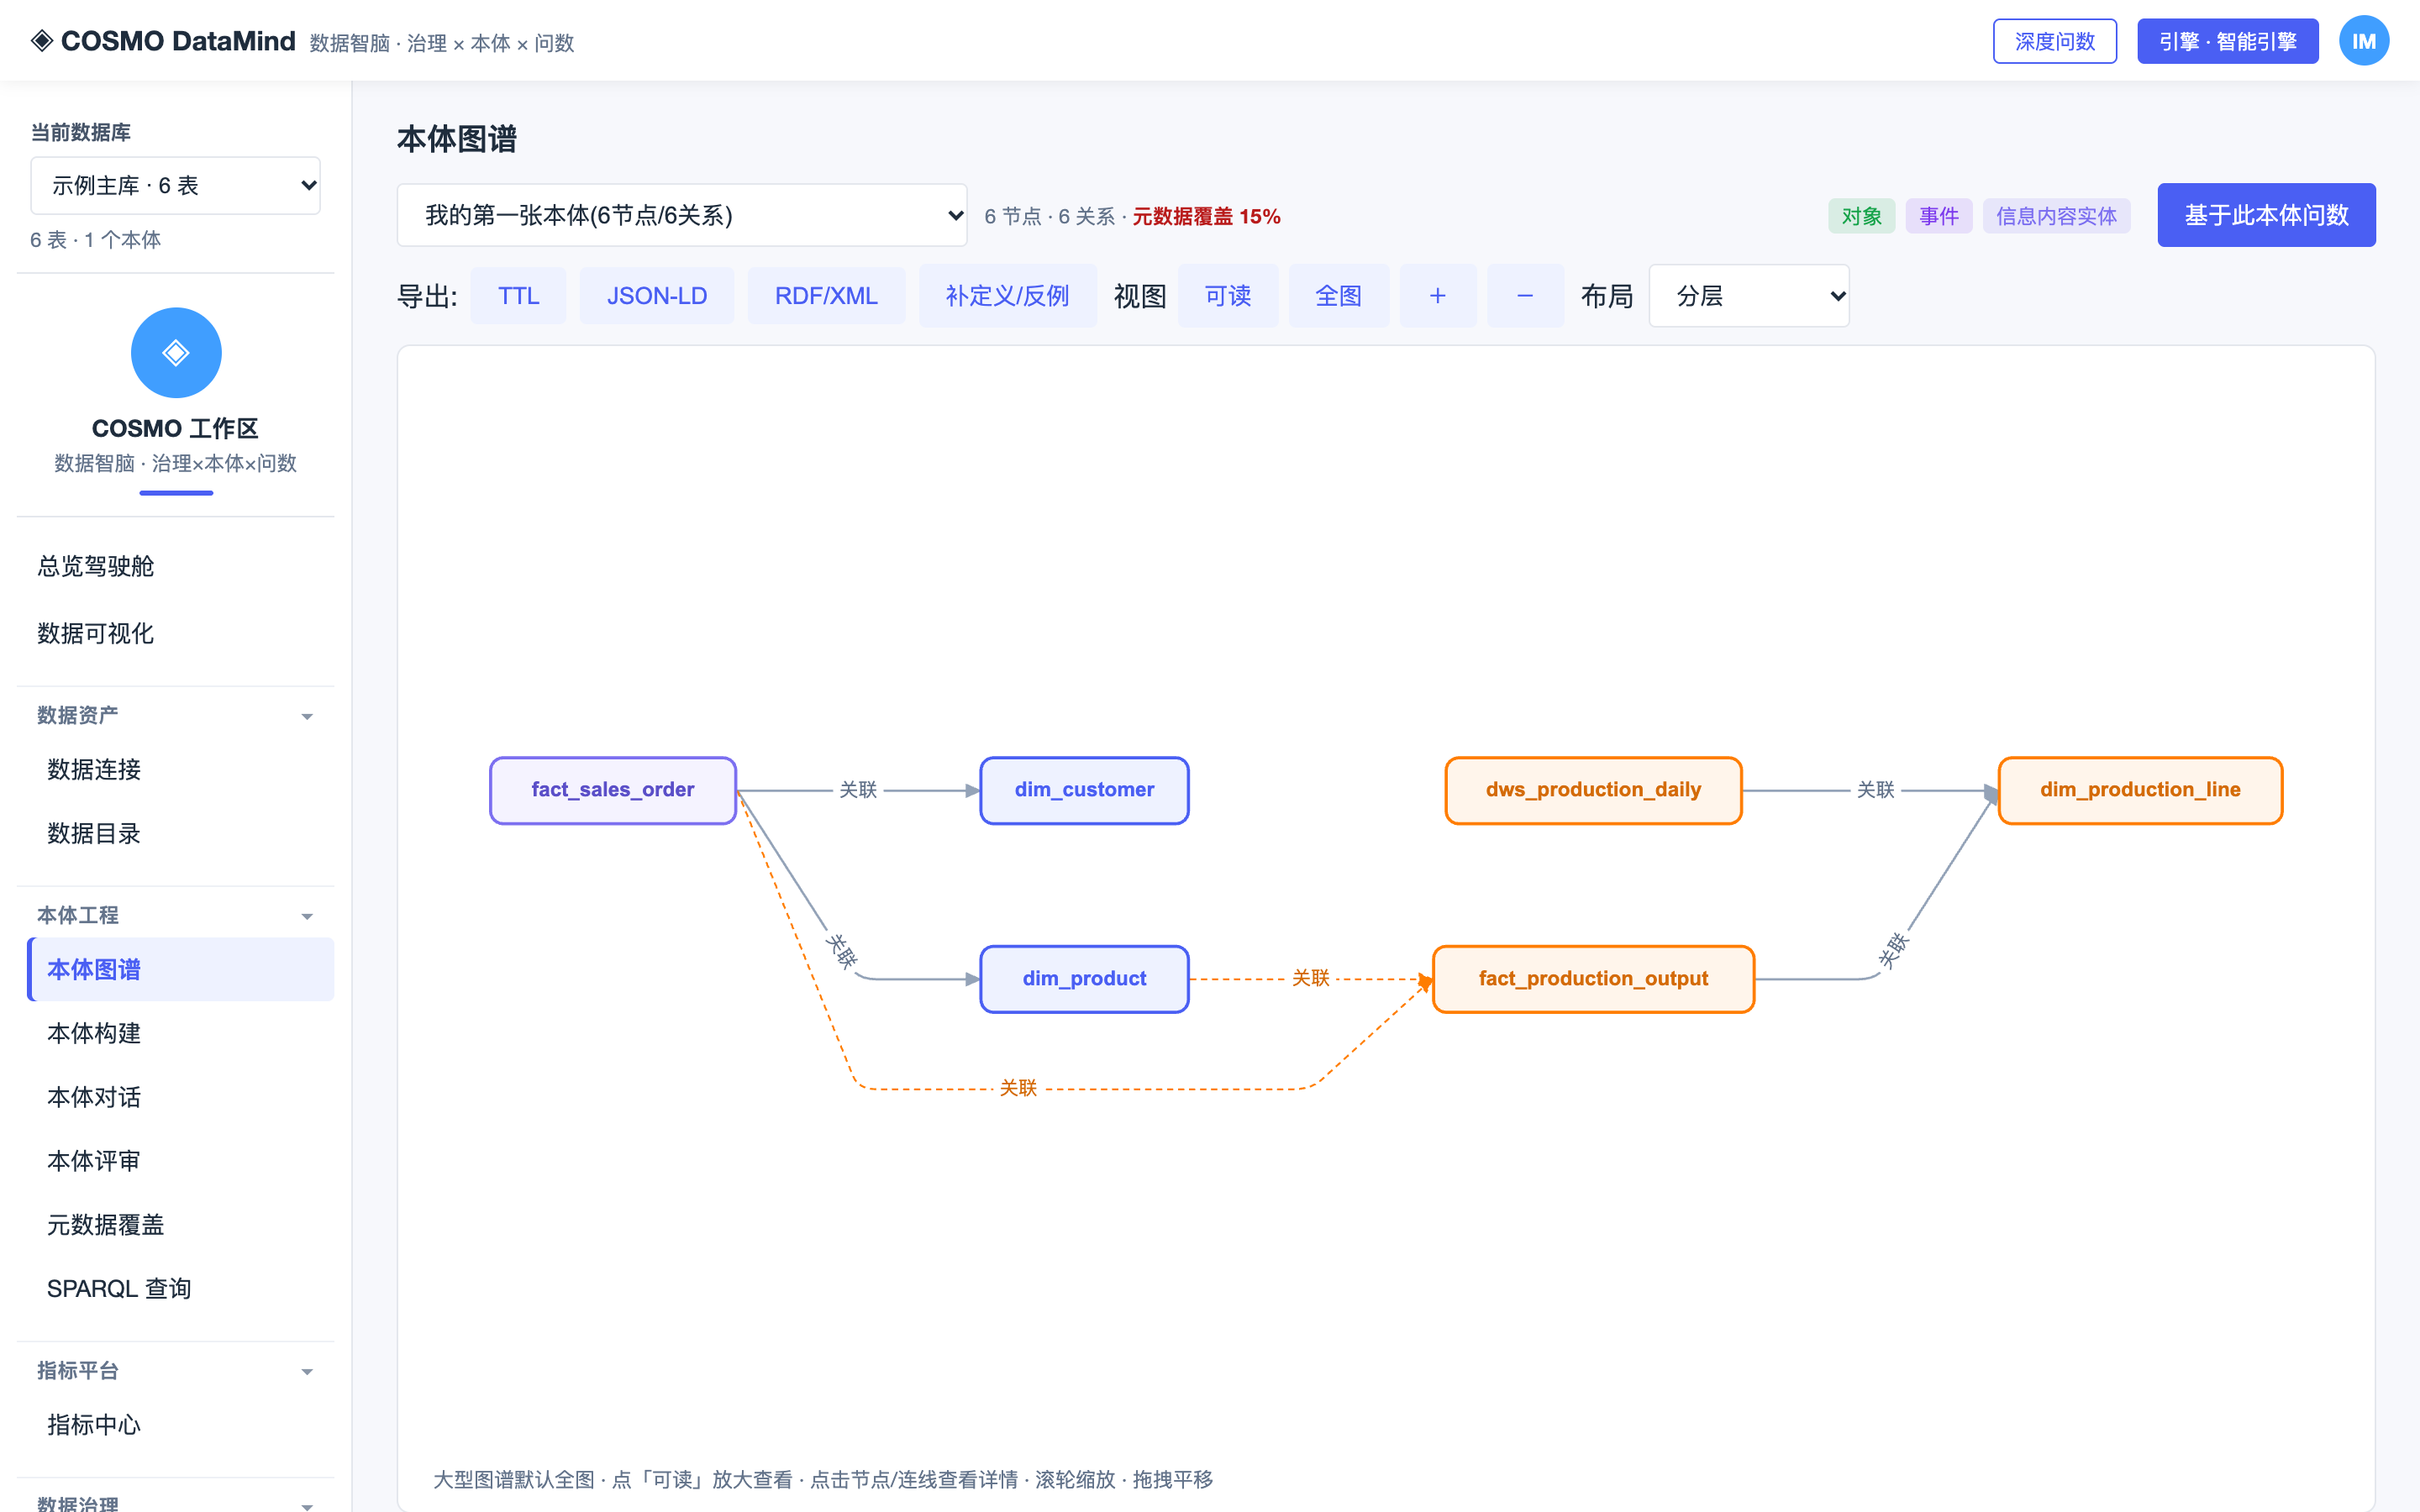 ◈ COSMO DataMind 数据智脑 · 治理 × 本体 × 问数
深度问数
引擎 · 智能引擎
IM
当前数据库
示例主库 · 6 表
6 表 · 1 个本体
COSMO 工作区
数据智脑 · 治理×本体×问数
总览驾驶舱
数据可视化
数据资产
数据连接
数据目录
本体工程
本体图谱
本体构建
本体对话
本体评审
元数据覆盖
SPARQL 查询
指标平台
指标中心
数据治理
本体图谱
我的第一张本体(6节点/6关系)
6 节点 · 6 关系 · 元数据覆盖 15%
对象
事件
信息内容实体
基于此本体问数
导出: TTL JSON-LD RDF/XML 补定义/反例 视图 可读 全图 + − 布局 分层
fact_sales_order
关联
dim_customer
dws_production_daily
关联
dim_production_line
关联
dim_product
关联
fact_production_output
关联
关联
大型图谱默认全图 · 点「可读」放大查看 · 点击节点/连线查看详情 · 滚轮缩放 · 拖拽平移